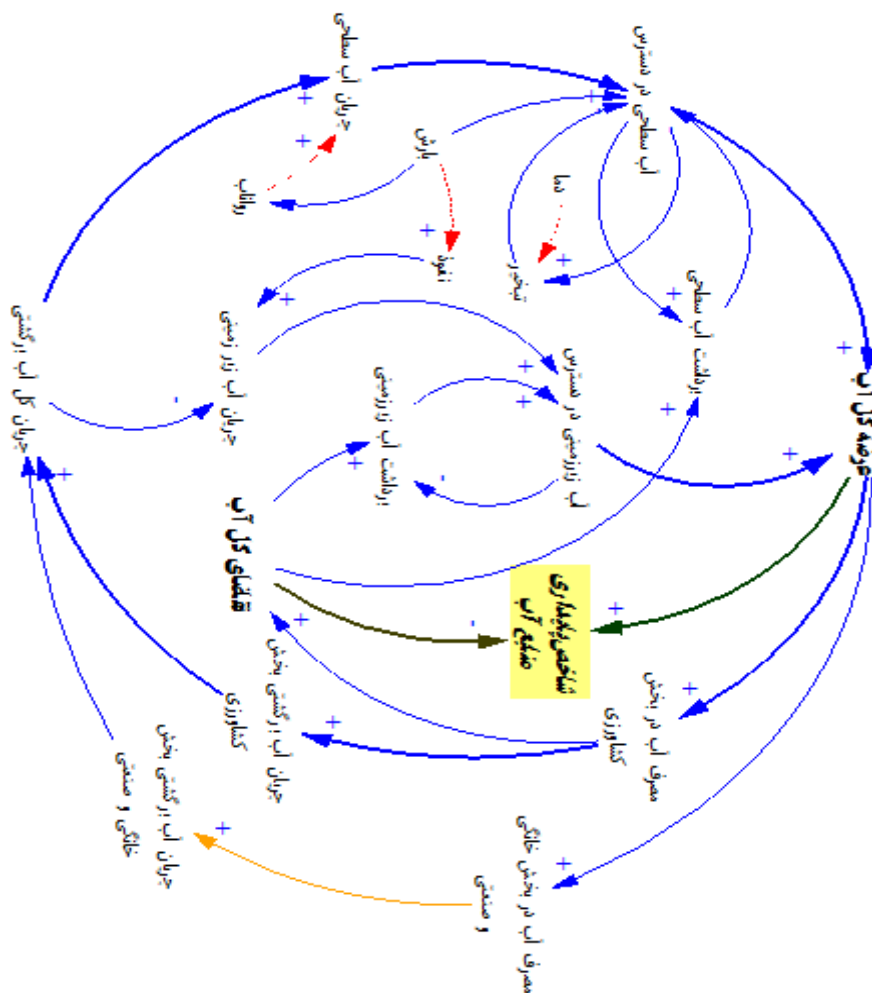 آب سطحی در دسترس
جریان آب سطحی
بارش
رواناب
دما
نفوذ
تبخیر
برداشت آب سطحی
عرضه کل آب
جریان آب زیرزمینی
جریان کل آب برگشتی
آب زیرزمینی در دسترس
برداشت آب زیرزمینی
تقضای کل آب
شاخص پایداری
منابع آب
مصرف آب در بخش
کشاورزی
جریان آب برگشتی بخش
کشاورزی
مصرف آب در بخش خانگی
و صنعتی
جریان آب برگشتی بخش
خانگی و صنعتی